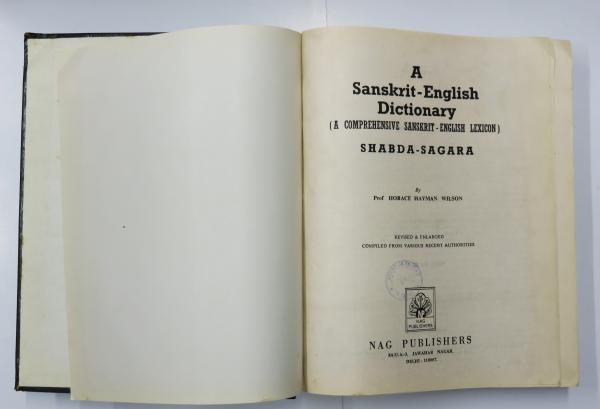 A
Sanskrit-English
Dictionary
(A COMPREHENSIVE SANSKRIT-ENGLISH LEXICON)
SHABDA-SAGARA
By
Prof HORACE HAYMAN WILSON
REVISED & ENLARGED
COMPILED FROM VARIOUS RECENT AUTHORITIES
NAG
PUBLISHERS
NAG PUBLISHERS
JAWAHAR NAGAR,
DELHI-110007.